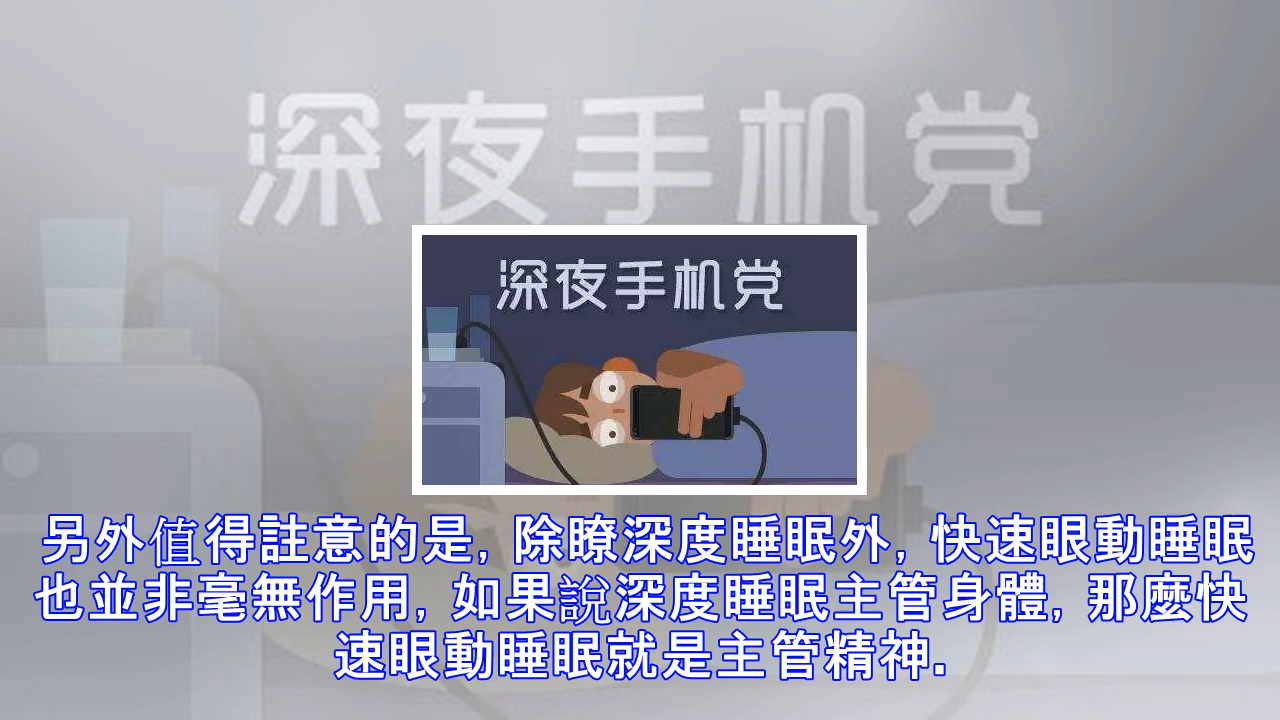 深夜手机党
深夜手机党
另外值得註意的是, 除瞭深度睡眠外, 快速眼動睡眠
也並非毫無作用, 如果說深度睡眠主管身體, 那麼快
速眼動睡眠就是主管精神.